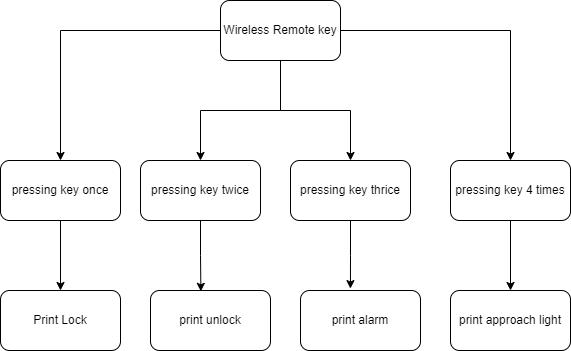 Wireless Remote key
pressing key once
pressing key twice
pressing key thrice
pressing key 4 times
Print Lock
print unlock
print alarm
print approach light